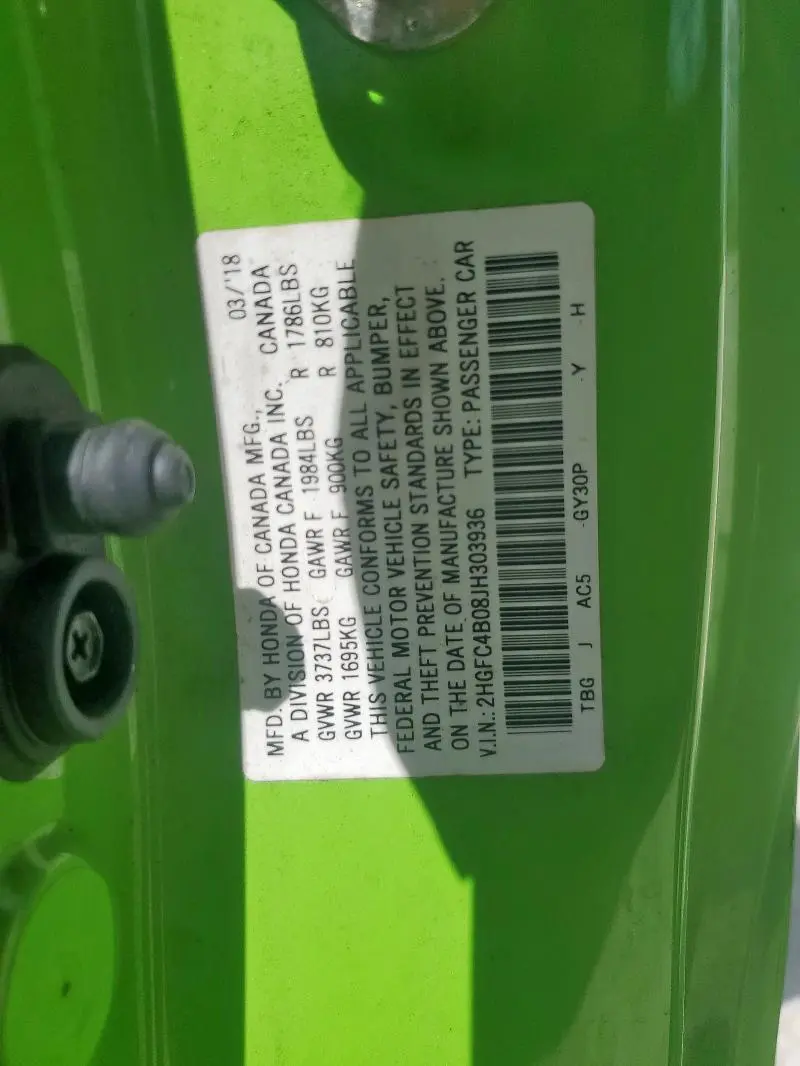 03/'18
MFD. BY HONDA OF CANADA MFG.,
A DIVISION OF HONDA CANADA INC. CANADA
GVWR 3737LBS GAWR F 1984LBS R 1786LBS
GVWR 1695KG GAWR F 900KG R 810KG
THIS VEHICLE CONFORMS TO ALL APPLICABLE
FEDERAL MOTOR VEHICLE SAFETY, BUMPER,
AND THEFT PREVENTION STANDARDS IN EFFECT
ON THE DATE OF MANUFACTURE SHOWN ABOVE.
V.I.N.: 2HGFC4B08JH303936 TYPE: PASSENGER CAR
TBG J AC5 -GY30P -Y -H